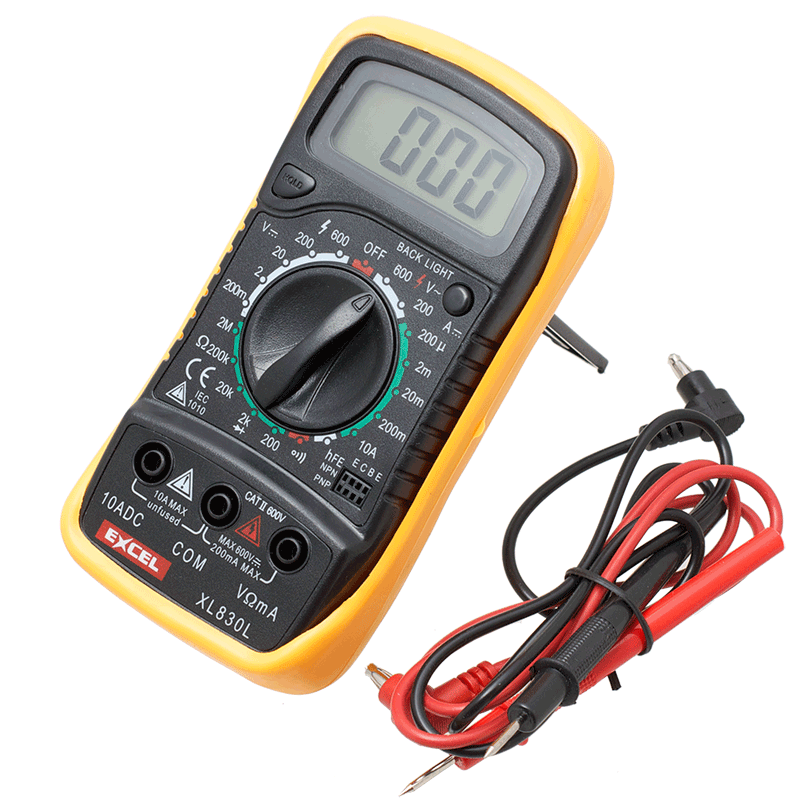 000
HOLD
BACK LIGHT
OFF
V⎓
200
600
600
V~
20
200
2
A⎓
200m
200µ
2M
2m
Ω
200k
20m
20k
200m
2k
200
10A
hFE
E C B E
NPN
PNP
CE
IEC
1010
10A MAX
unfused
CAT II 600V
MAX 600V⎓
200mA MAX
10ADC
COM
VΩmA
EXCEL
XL830L